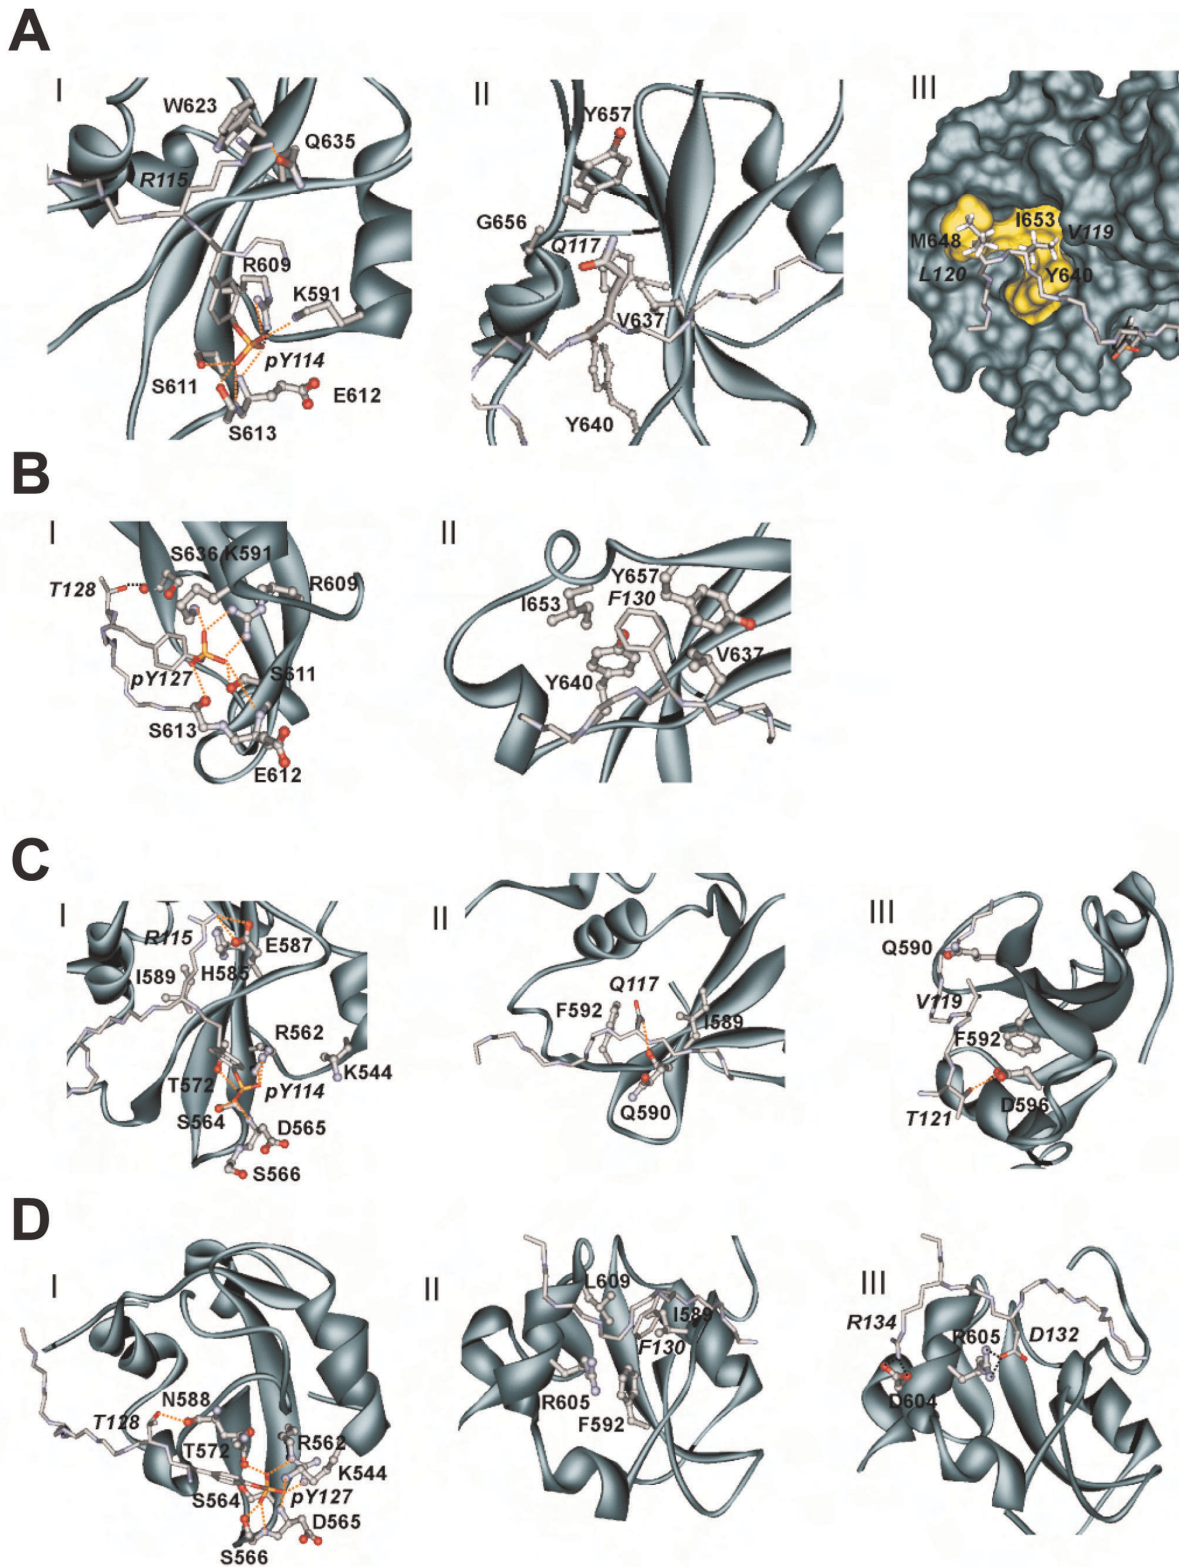 A
I
W623
Q635
R115
R609
K591
pY114
S611
E612
S613
II
Y657
G656
Q117
V637
Y640
III
I653
M648
V119
L120
Y640
B
I
S636 K591
T128
R609
pY127
S611
S613
E612
II
Y657
I653
F130
V637
Y640
C
I
R115
E587
I589
H585
R562
K544
T572
pY114
S564
D565
S566
II
Q117
F592
I589
Q590
III
Q590
V119
F592
D596
T121
D
I
N588
T128
T572
R562
K544
S564
pY127
D565
S566
II
L609
I589
F130
R605
F592
III
R134
R605
D132
D604